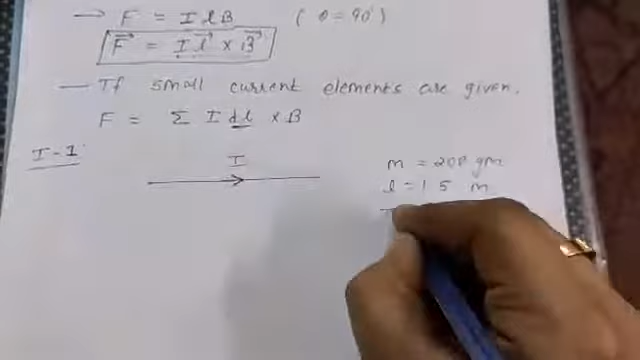 → F = I l B ( θ = 90° )
F⃗ = I l⃗ × B⃗
— If small current elements are given.
F = Σ I dl × B
I-1:
I
m = 200 gm
l = 1.5 m